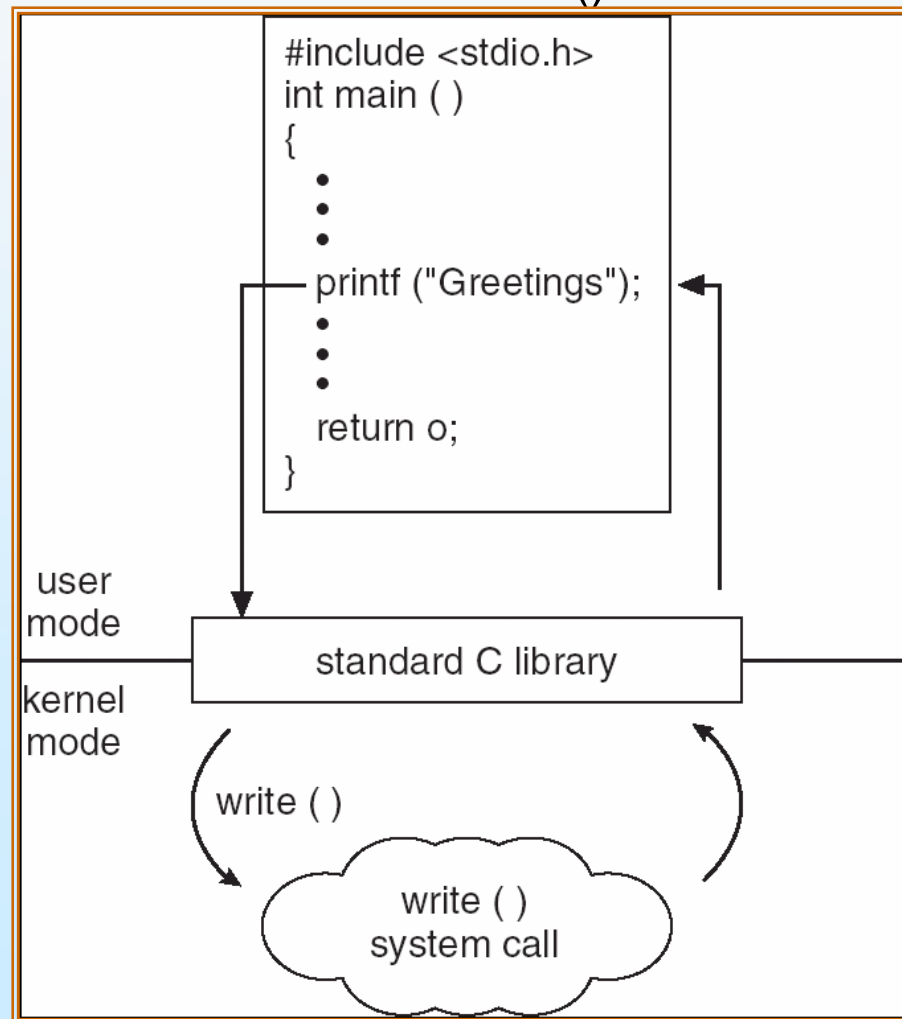 ()
#include <stdio.h>
int main ( )
{
•
•
•
printf ("Greetings");
•
•
•
return o;
}
user
mode
standard C library
kernel
mode
write ( )
write ( )
system call